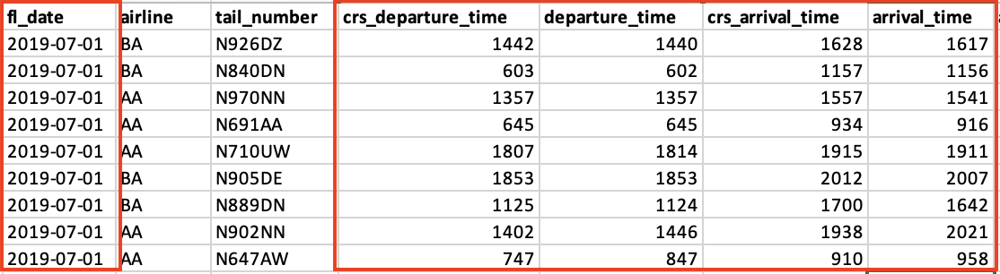 fl_date airline tail_number crs_departure_time departure_time crs_arrival_time arrival_time
2019-07-01 BA N926DZ 1442 1440 1628 1617
2019-07-01 BA N840DN 603 602 1157 1156
2019-07-01 AA N970NN 1357 1357 1557 1541
2019-07-01 AA N691AA 645 645 934 916
2019-07-01 AA N710UW 1807 1814 1915 1911
2019-07-01 BA N905DE 1853 1853 2012 2007
2019-07-01 BA N889DN 1125 1124 1700 1642
2019-07-01 AA N902NN 1402 1446 1938 2021
2019-07-01 AA N647AW 747 847 910 958